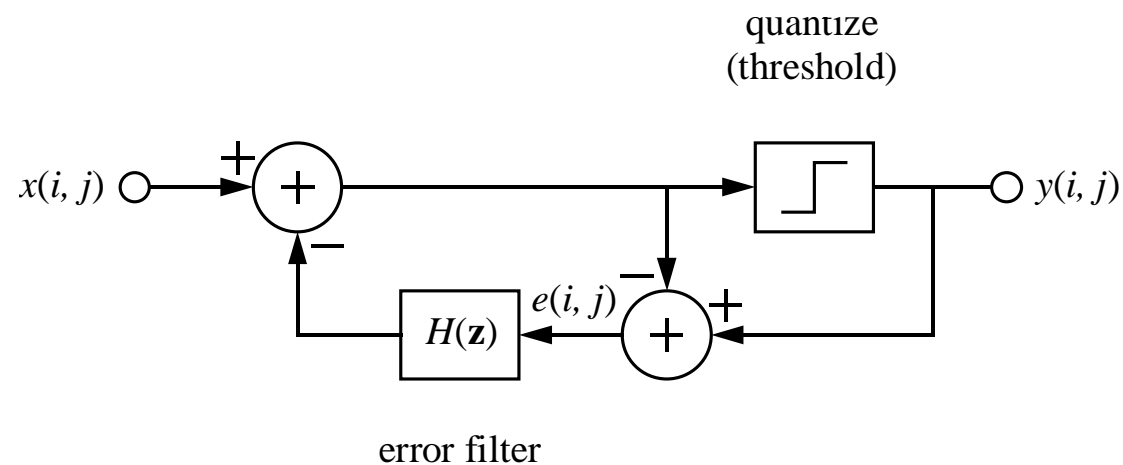 quantize
(threshold)
+
x(i, j)
+
y(i, j)
−
−
e(i, j)
+
H(z)
+
error filter